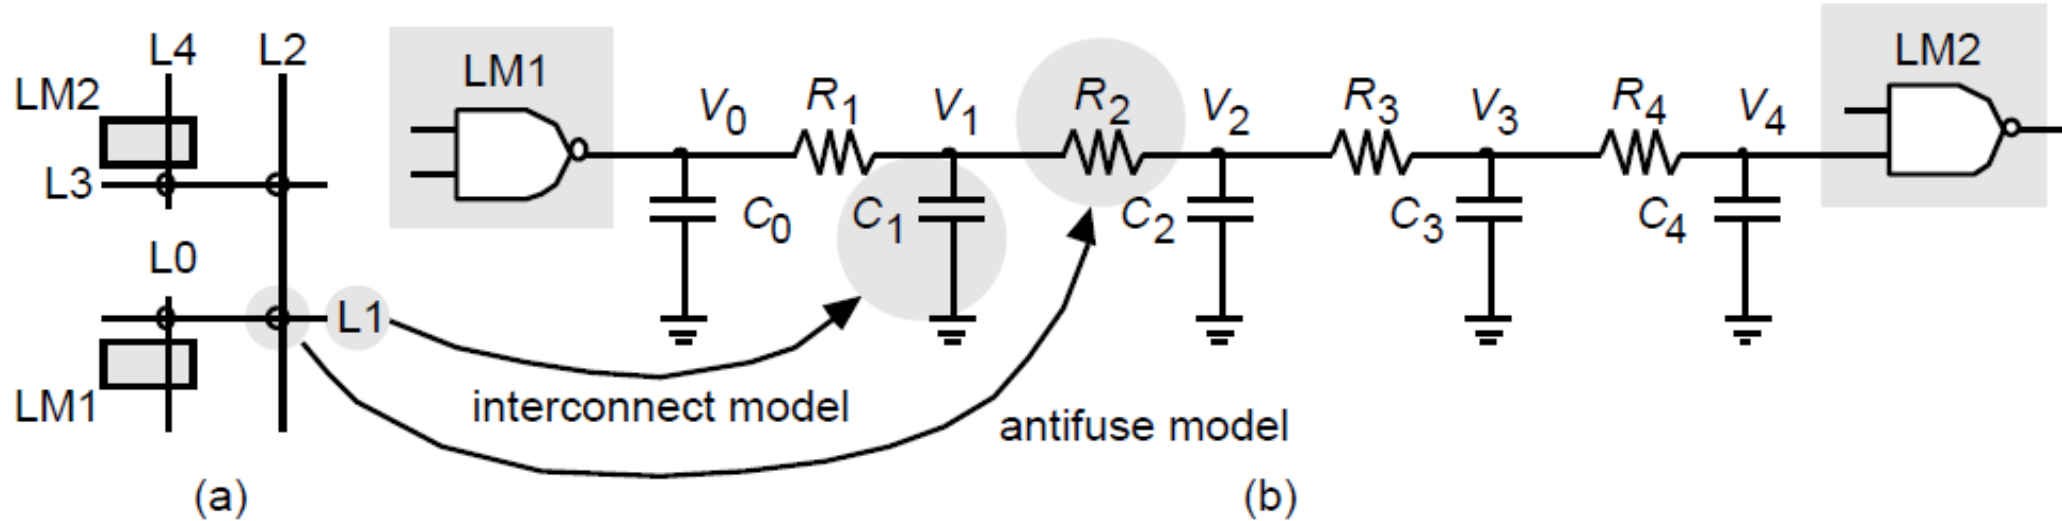 L4 L2
LM2
L3
L0
L1
LM1
(a)
LM1
V0 R1 V1 R2 V2 R3 V3 R4 V4
LM2
C0 C1 C2 C3 C4
interconnect model
antifuse model
(b)